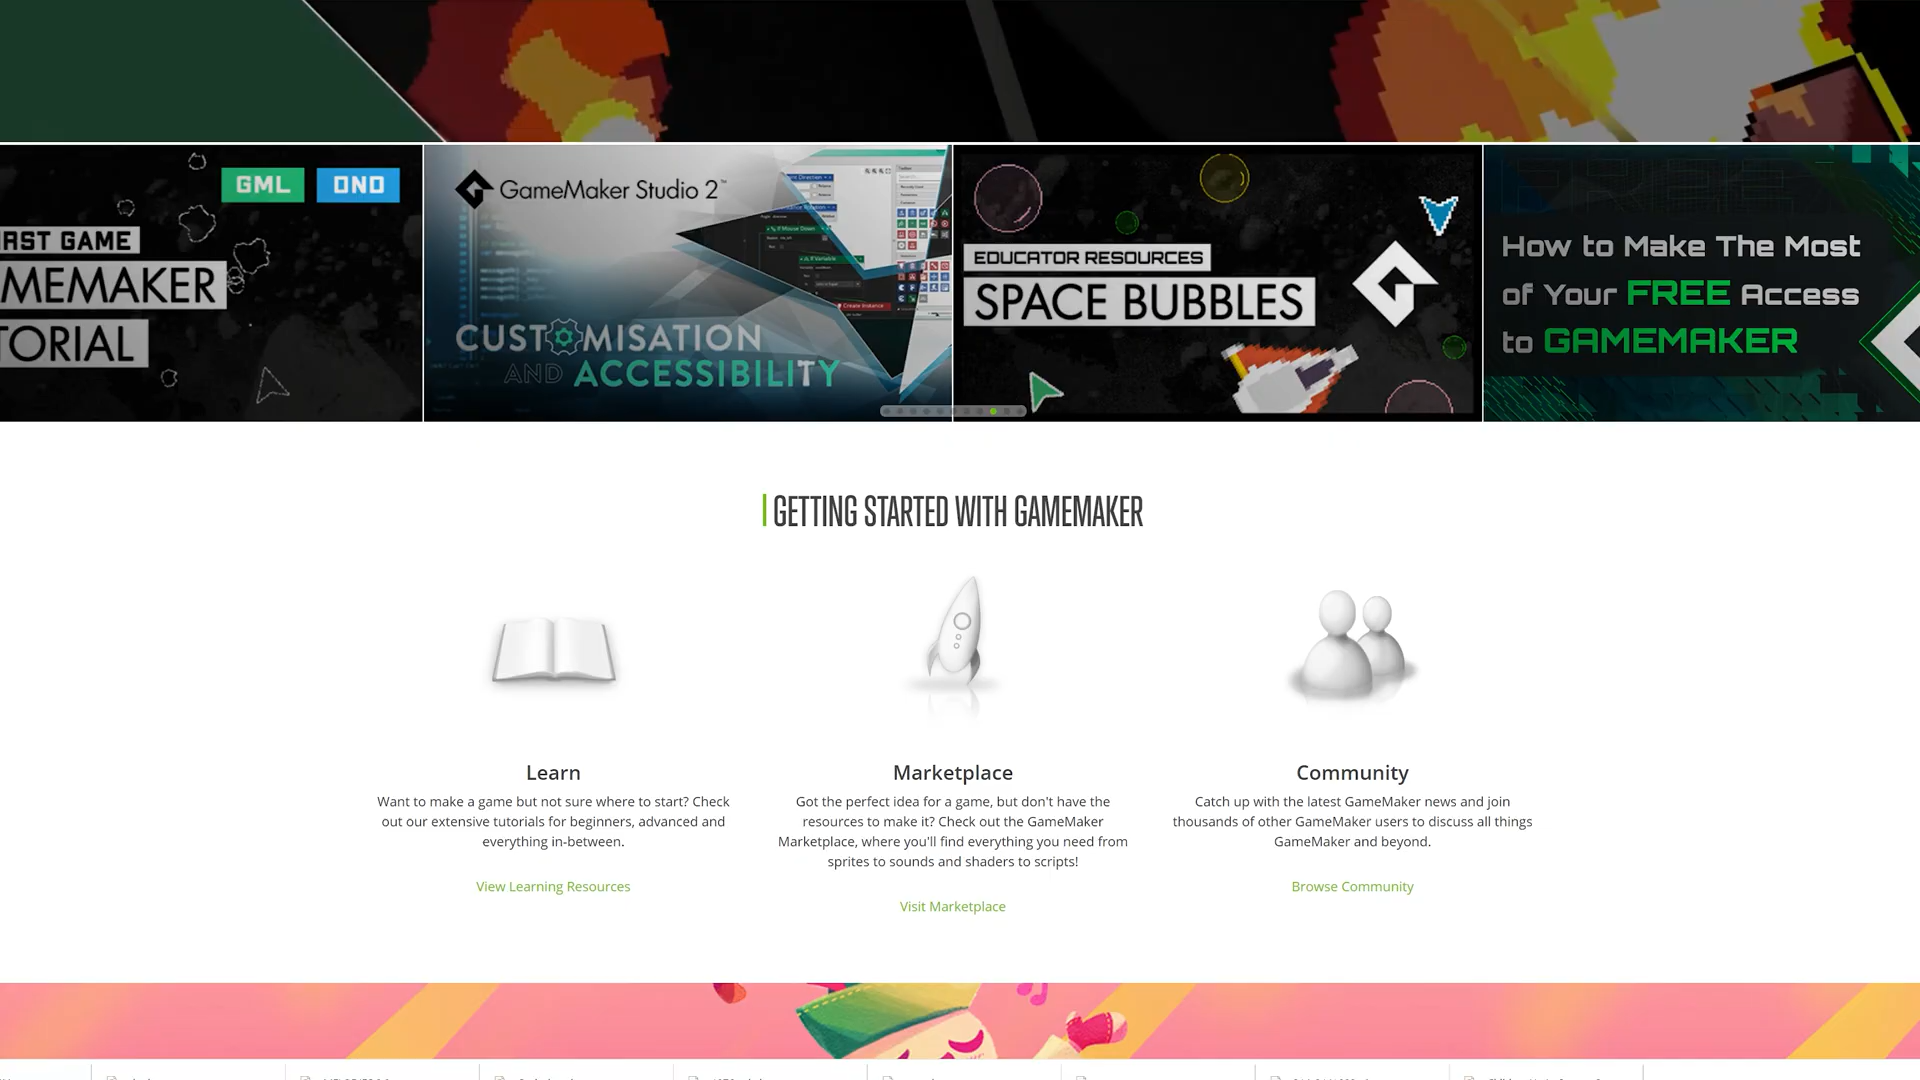 GML DND
RST GAME
MEMAKER
TORIAL
GameMaker Studio 2™
CUSTOMISATION
AND ACCESSIBILITY
EDUCATOR RESOURCES
SPACE BUBBLES
How to Make The Most
of Your FREE Access
to GAMEMAKER
GETTING STARTED WITH GAMEMAKER
Learn
Want to make a game but not sure where to start? Check
out our extensive tutorials for beginners, advanced and
everything in-between.
View Learning Resources
Marketplace
Got the perfect idea for a game, but don't have the
resources to make it? Check out the GameMaker
Marketplace, where you'll find everything you need from
sprites to sounds and shaders to scripts!
Visit Marketplace
Community
Catch up with the latest GameMaker news and join
thousands of other GameMaker users to discuss all things
GameMaker and beyond.
Browse Community